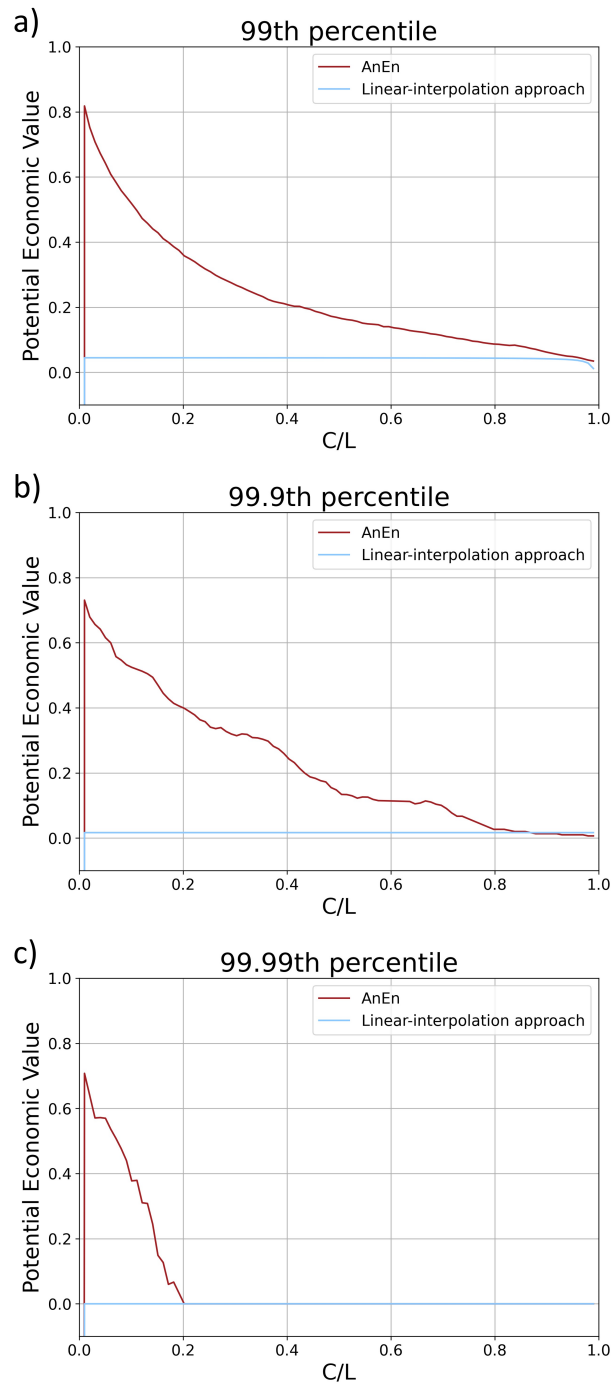 a)
99th percentile
AnEn
Linear-interpolation approach
Potential Economic Value
1.0
0.8
0.6
0.4
0.2
0.0
0.0 0.2 0.4 0.6 0.8 1.0
C/L
b)
99.9th percentile
AnEn
Linear-interpolation approach
Potential Economic Value
1.0
0.8
0.6
0.4
0.2
0.0
0.0 0.2 0.4 0.6 0.8 1.0
C/L
c)
99.99th percentile
AnEn
Linear-interpolation approach
Potential Economic Value
1.0
0.8
0.6
0.4
0.2
0.0
0.0 0.2 0.4 0.6 0.8 1.0
C/L